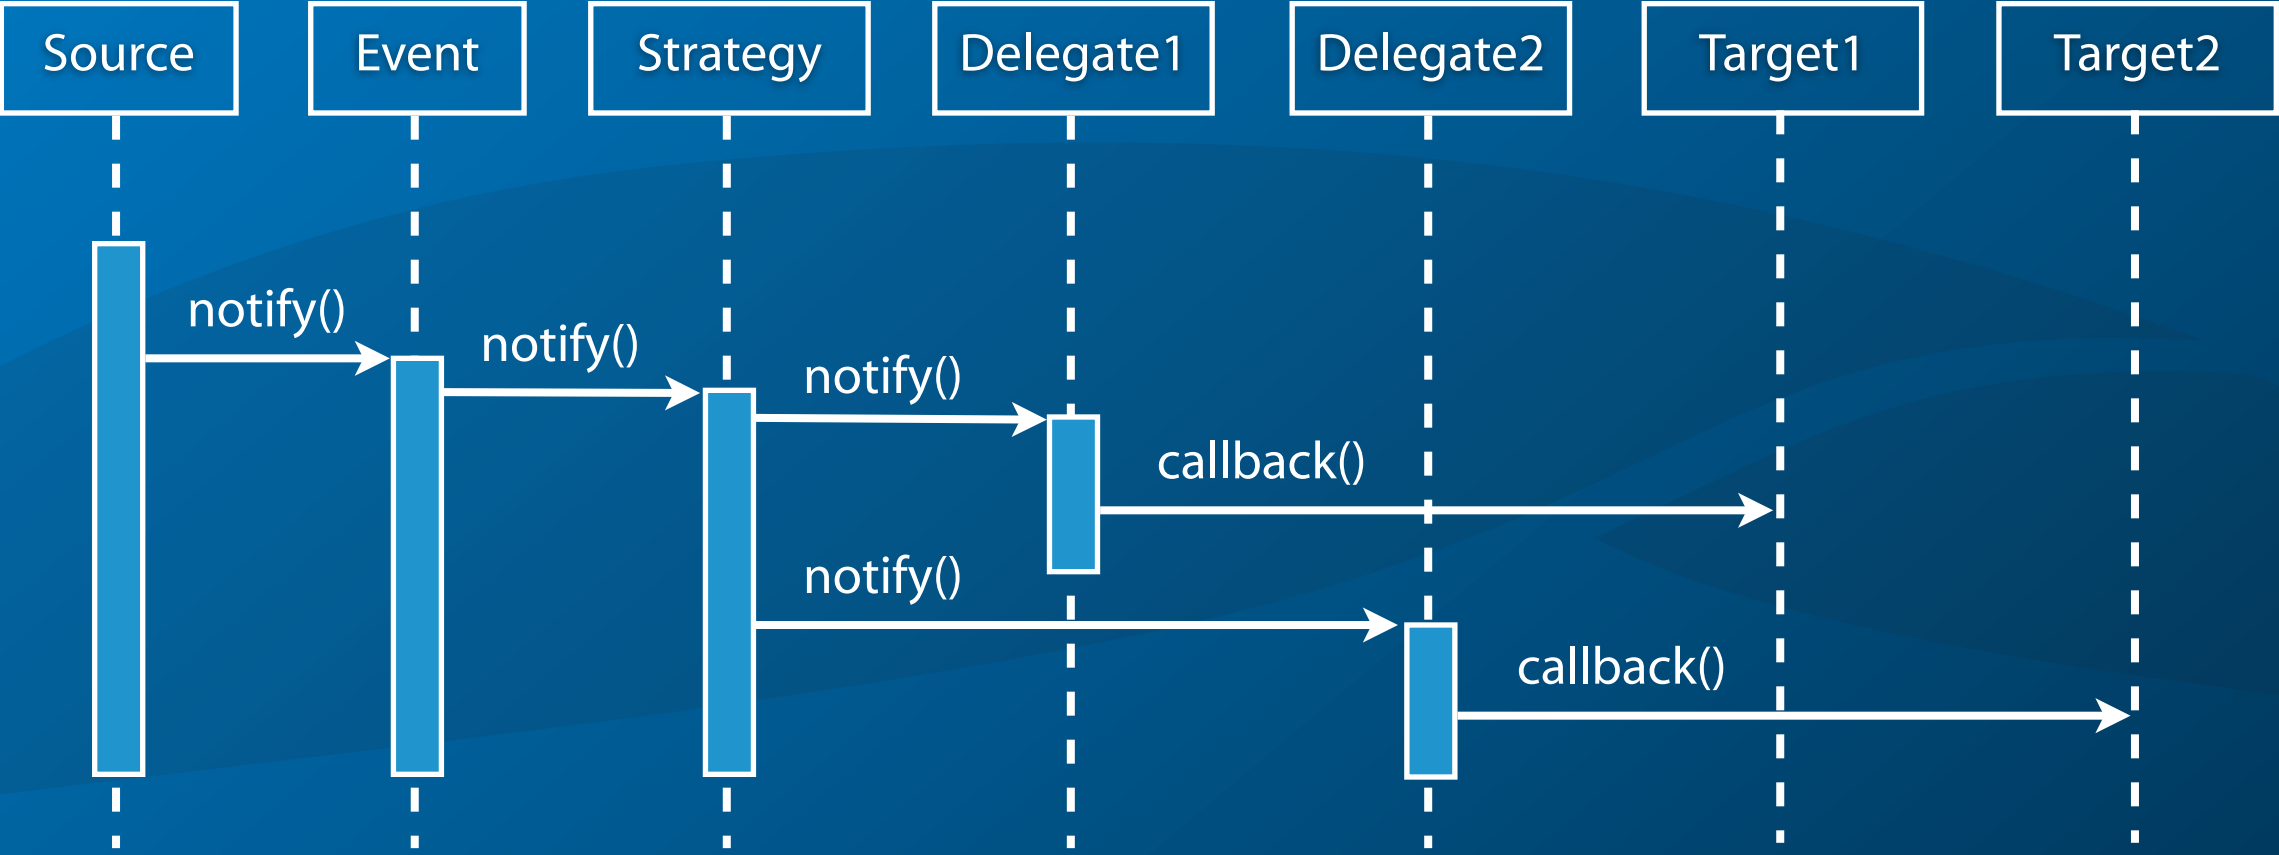 Source
Event
Strategy
Delegate1
Delegate2
Target1
Target2
notify()
notify()
notify()
callback()
notify()
callback()